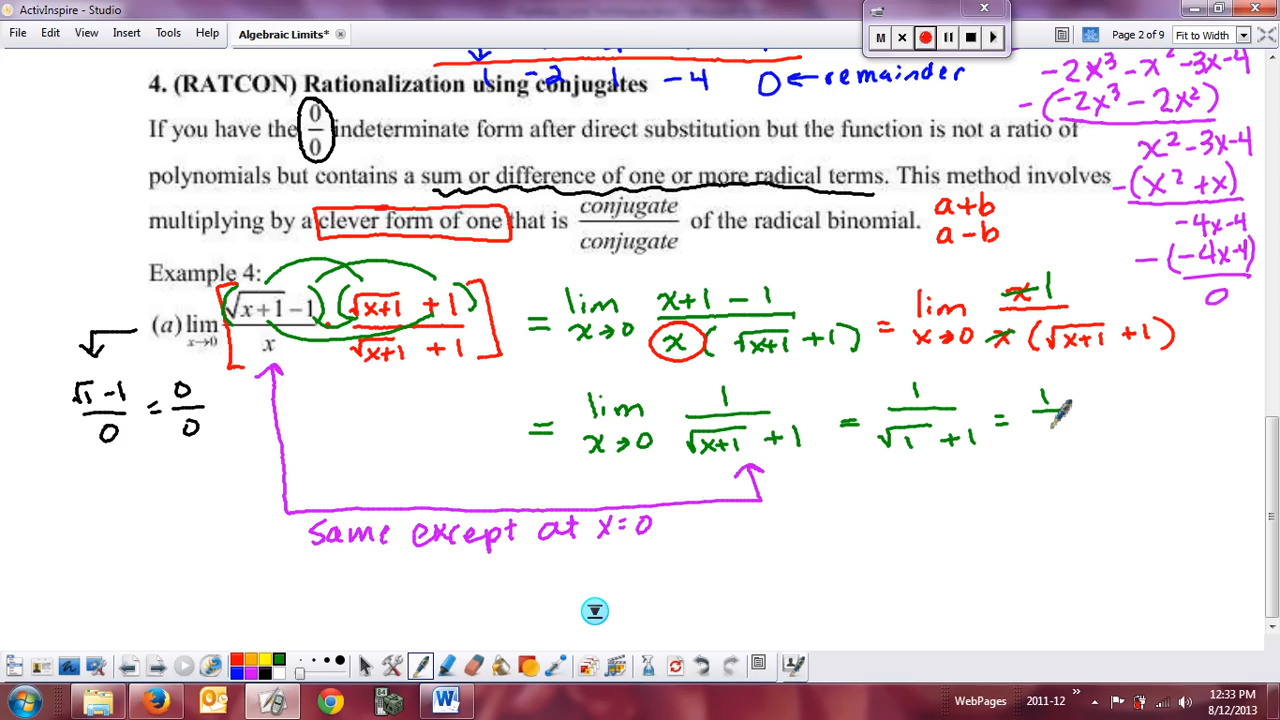 ActivInspire - Studio
File Edit View Insert Tools Help Algebraic Limits* Page 2 of 9 Fit to Width
M
1 -2 1 -4 0 ← remainder
4. (RATCON) Rationalization using conjugates
If you have the 0/0 indeterminate form after direct substitution but the function is not a ratio of
polynomials but contains a sum or difference of one or more radical terms. This method involves
multiplying by a clever form of one that is conjugate/conjugate of the radical binomial. a+b
a-b
-2x³-x²-3x-4
-(-2x³-2x²)
x²-3x-4
-(x²+x)
-4x-4
-(-4x-4)
0
Example 4:
(a) lim x→0 [(√x+1 -1)/x · (√x+1 +1)/(√x+1 +1)] = lim x→0 (x+1-1)/(x(√x+1 +1)) = lim x→0 x·1/(x(√x+1 +1))
√1-1/0 = 0/0
= lim x→0 1/(√x+1 +1) = 1/(√1 +1) = 1/
Same except at x=0
WebPages 2011-12 » 12:33 PM
8/12/2013